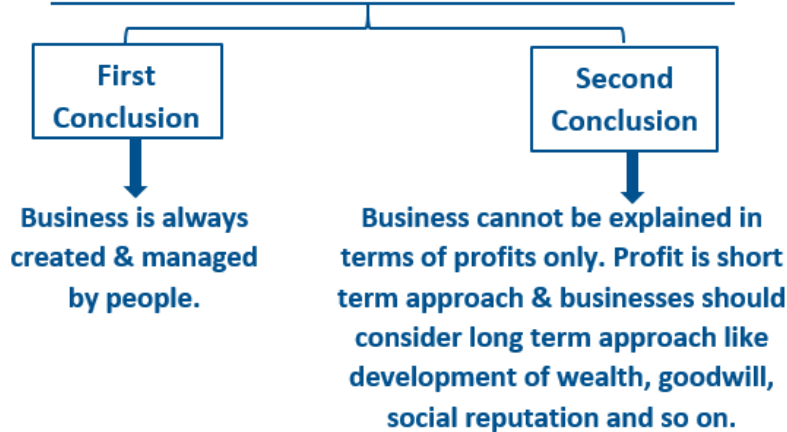 First
Conclusion
Business is always
created & managed
by people.
Second
Conclusion
Business cannot be explained in
terms of profits only. Profit is short
term approach & businesses should
consider long term approach like
development of wealth, goodwill,
social reputation and so on.